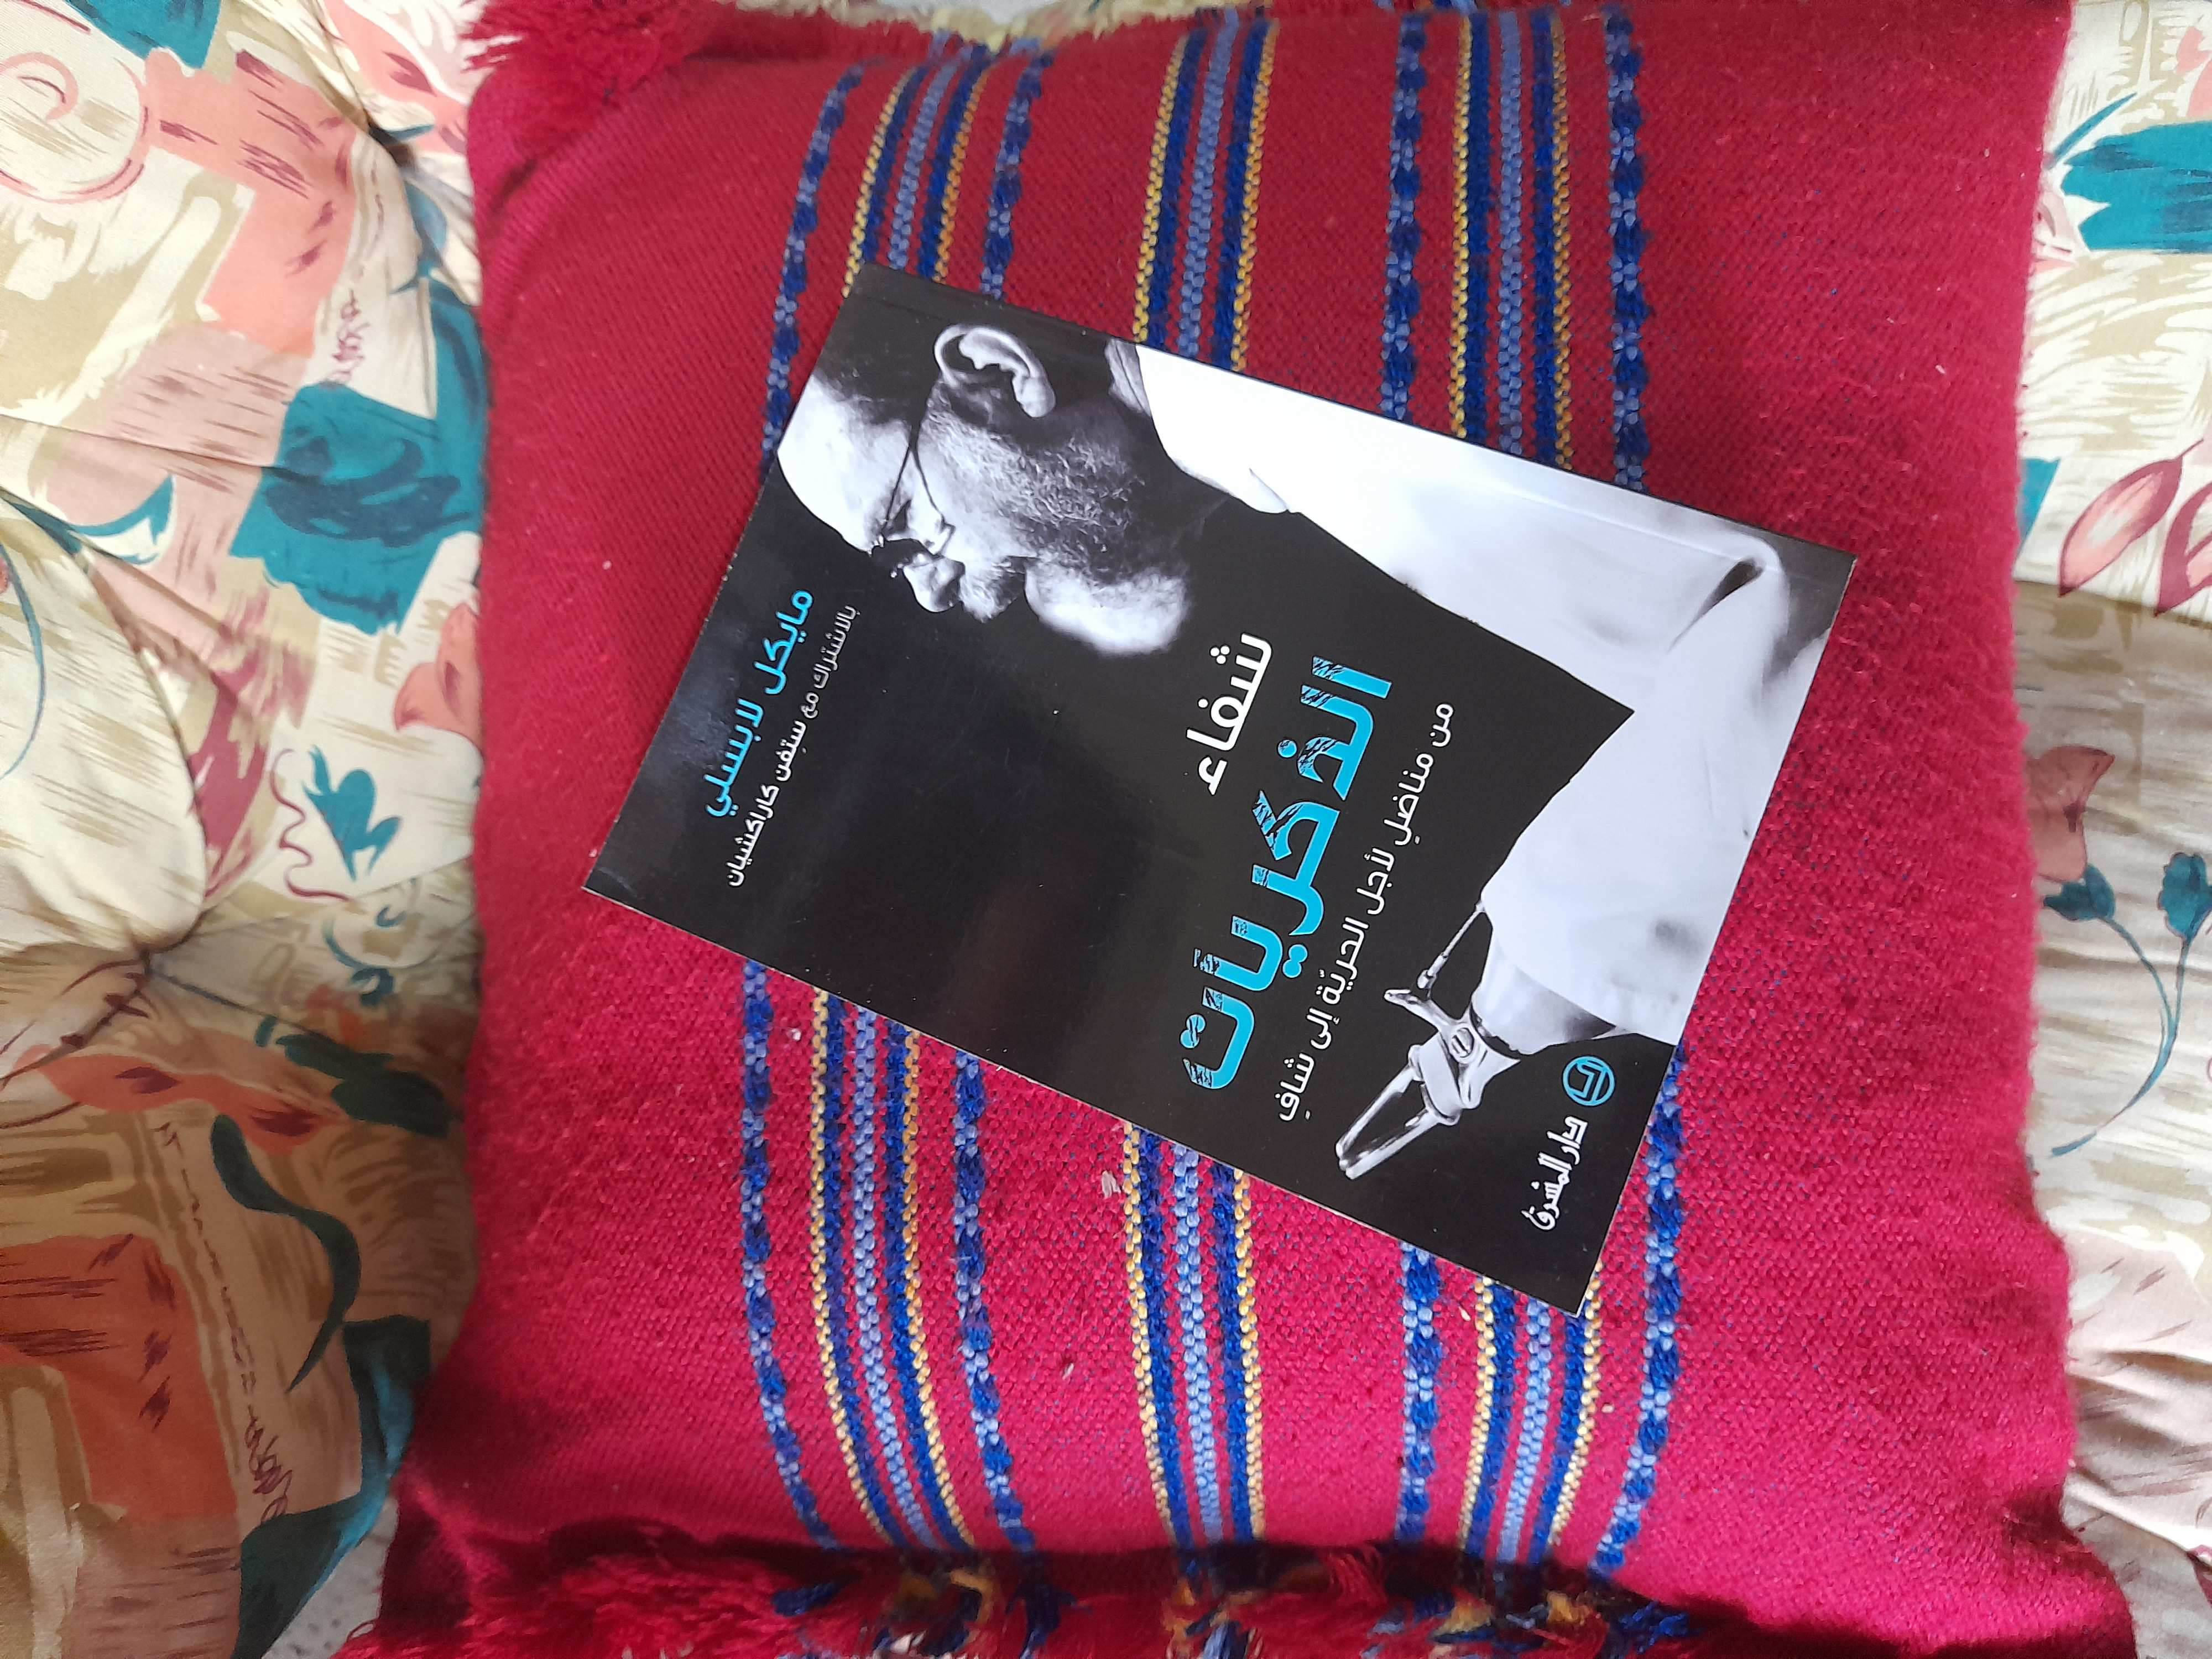 مايكل لابسلي
بالاشتراك مع ستِفن كاراكشيان
شفاء
الذكريات
من مناضلٍ لأجل الحريّة إلى شافٍ
دار المشرق